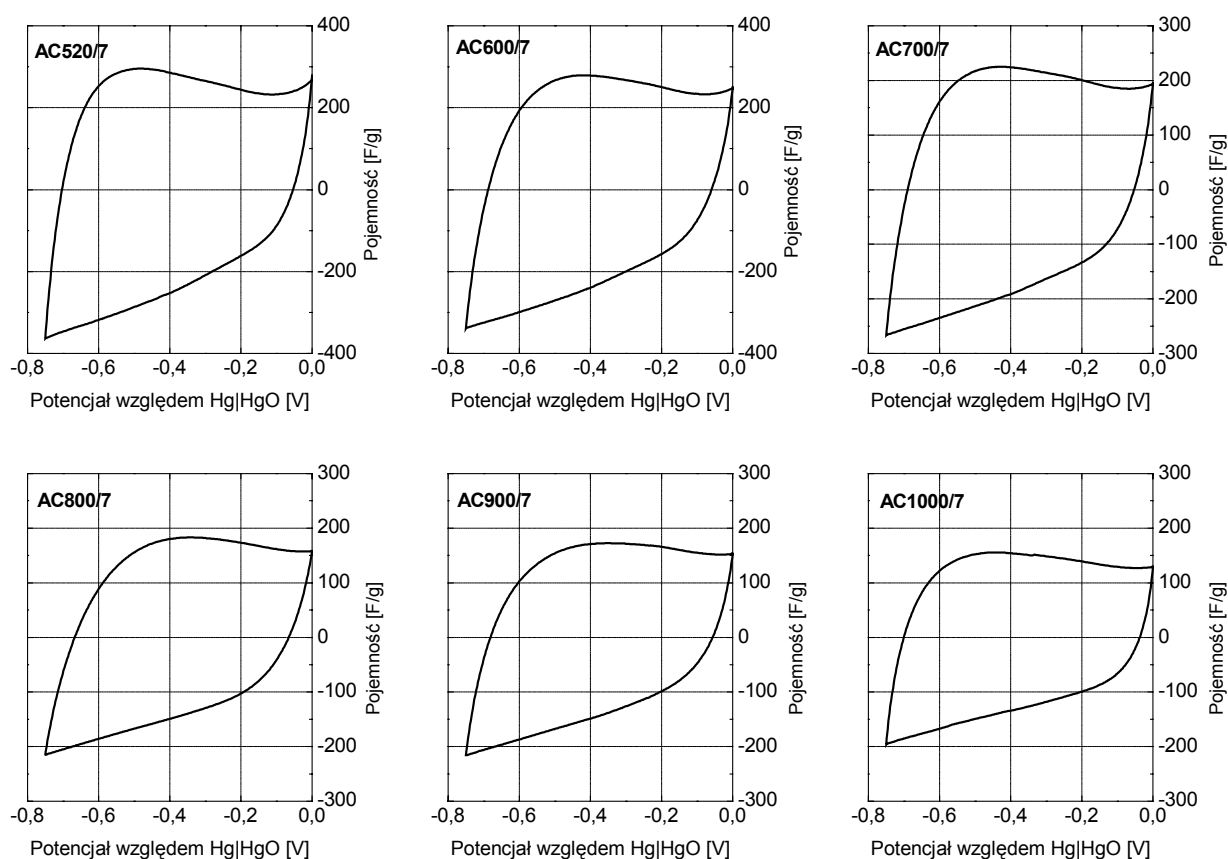 AC520/7
400
200
0
-200
-400
Pojemność [F/g]
-0,8 -0,6 -0,4 -0,2 0,0
Potencjał względem Hg|HgO [V]
AC600/7
400
200
0
-200
-400
Pojemność [F/g]
-0,8 -0,6 -0,4 -0,2 0,0
Potencjał względem Hg|HgO [V]
AC700/7
300
200
100
0
-100
-200
-300
Pojemność [F/g]
-0,8 -0,6 -0,4 -0,2 0,0
Potencjał względem Hg|HgO [V]
AC800/7
300
200
100
0
-100
-200
-300
Pojemność [F/g]
-0,8 -0,6 -0,4 -0,2 0,0
Potencjał względem Hg|HgO [V]
AC900/7
300
200
100
0
-100
-200
-300
Pojemność [F/g]
-0,8 -0,6 -0,4 -0,2 0,0
Potencjał względem Hg|HgO [V]
AC1000/7
300
200
100
0
-100
-200
-300
Pojemność [F/g]
-0,8 -0,6 -0,4 -0,2 0,0
Potencjał względem Hg|HgO [V]